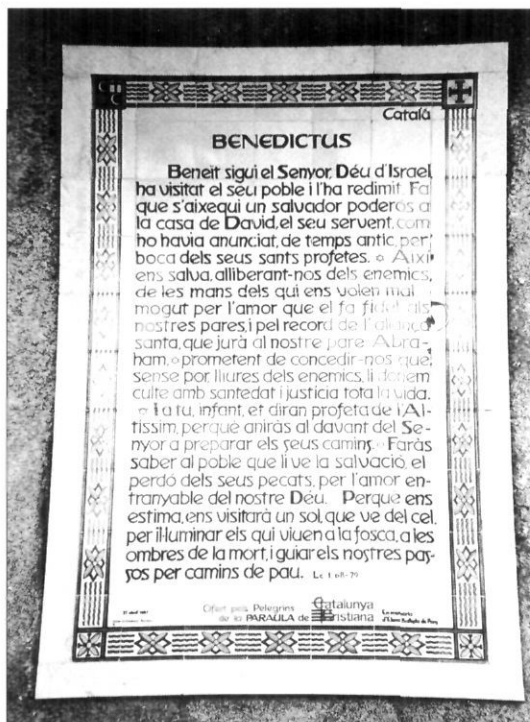 Català
BENEDICTUS
Beneït sigui el Senyor, Déu d'Israel,
ha visitat el seu poble i l'ha redimit. Fa
que s'aixequi un salvador poderós a
la casa de David, el seu servent, com
ho havia anunciat, de temps antic, per
boca dels seus sants profetes. Així
ens salva, alliberant-nos dels enemics,
de les mans dels qui ens volen mal
mogut per l'amor que el fa fidel als
nostres pares, i pel record de l'aliança
santa, que jurà al nostre pare Abra-
ham, prometent de concedir-nos que,
sense por, lliures dels enemics, li donem
culte amb santedat i justícia tota la vida.
I a tu, infant, et diran profeta de l'Al-
tíssim, perquè aniràs al davant del Se-
nyor a preparar els seus camins. Faràs
saber al poble que li ve la salvació, el
perdó dels seus pecats, per l'amor en-
tranyable del nostre Déu. Perque ens
estima, ens visitarà un sol, que ve del cel,
per il·luminar els qui viuen a la fosca, a les
ombres de la mort, i guiar els nostres pas-
sos per camins de pau. Lc 1 68-79
Ofert pels Pelegrins
de la PARAULA de
Catalunya
Cristiana